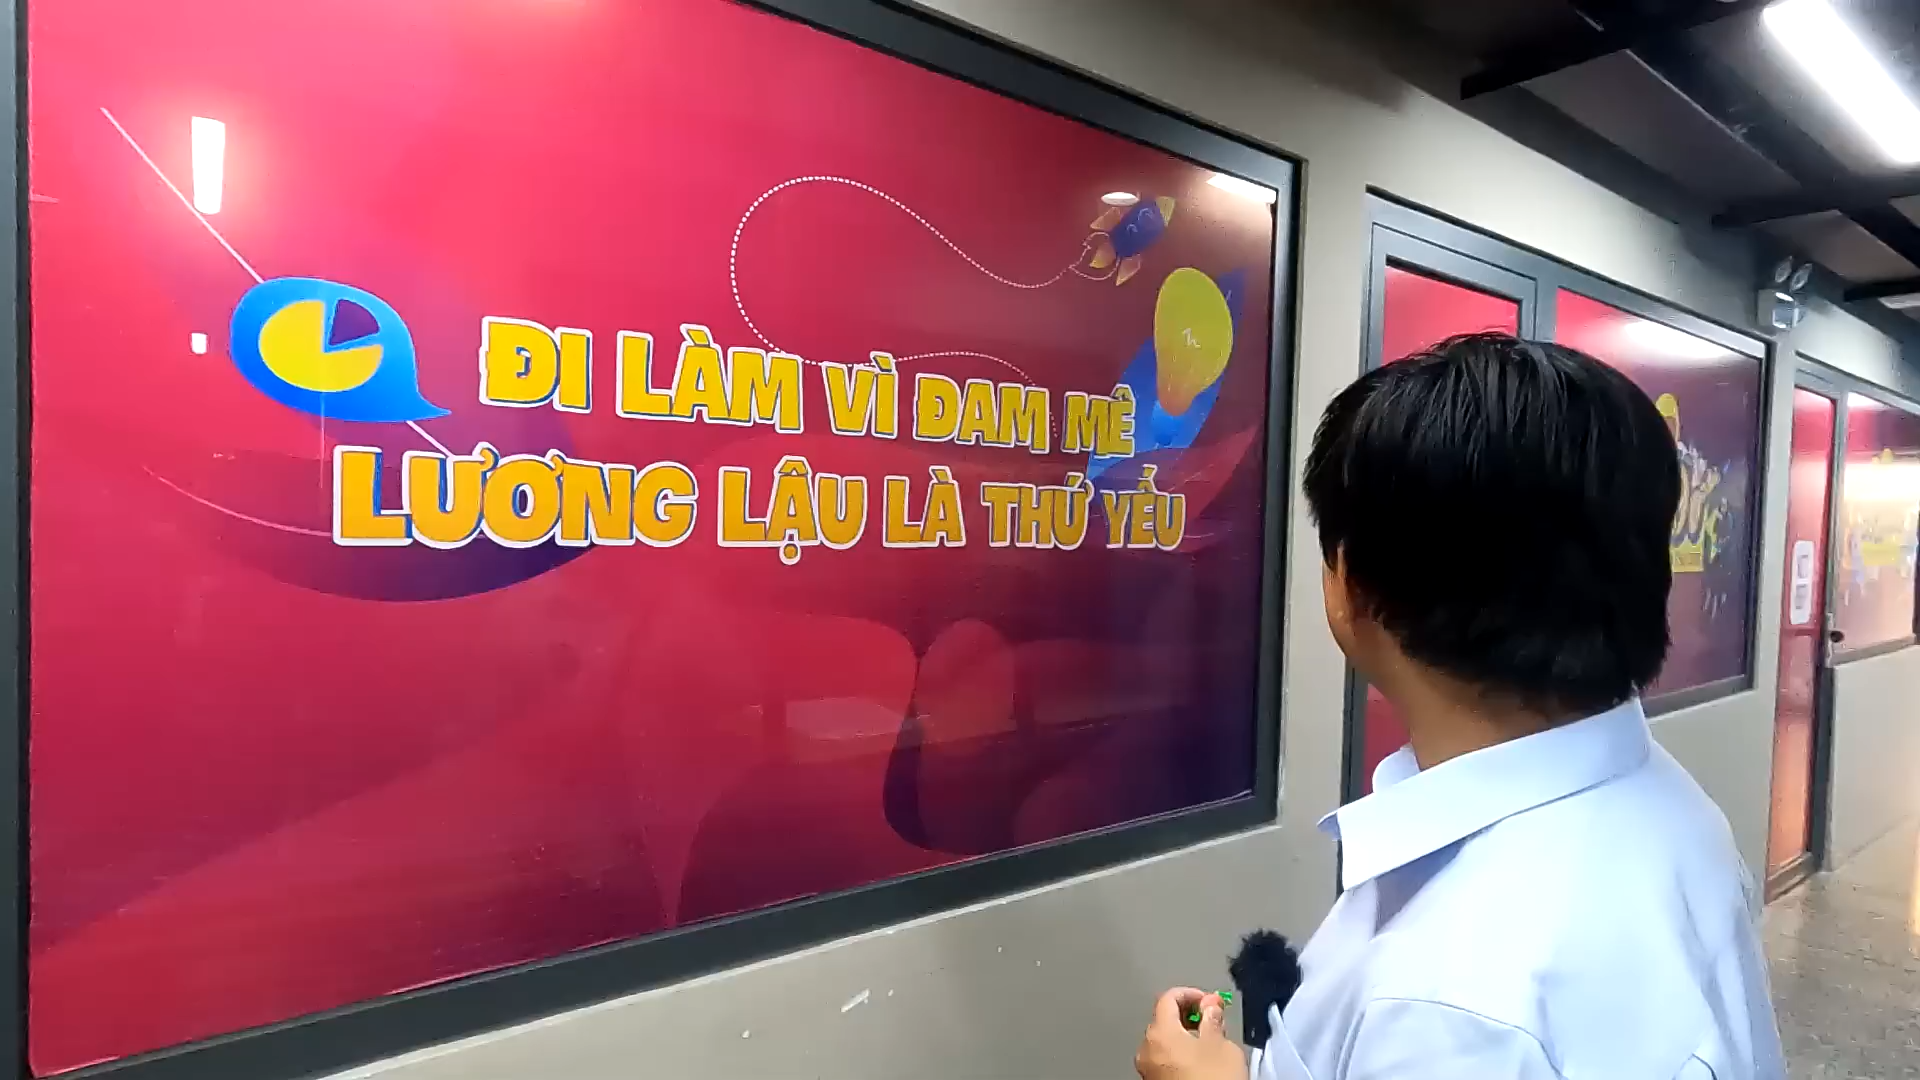 ĐI LÀM VÌ ĐAM MÊ
LƯƠNG LẬU LÀ THỨ YẾU